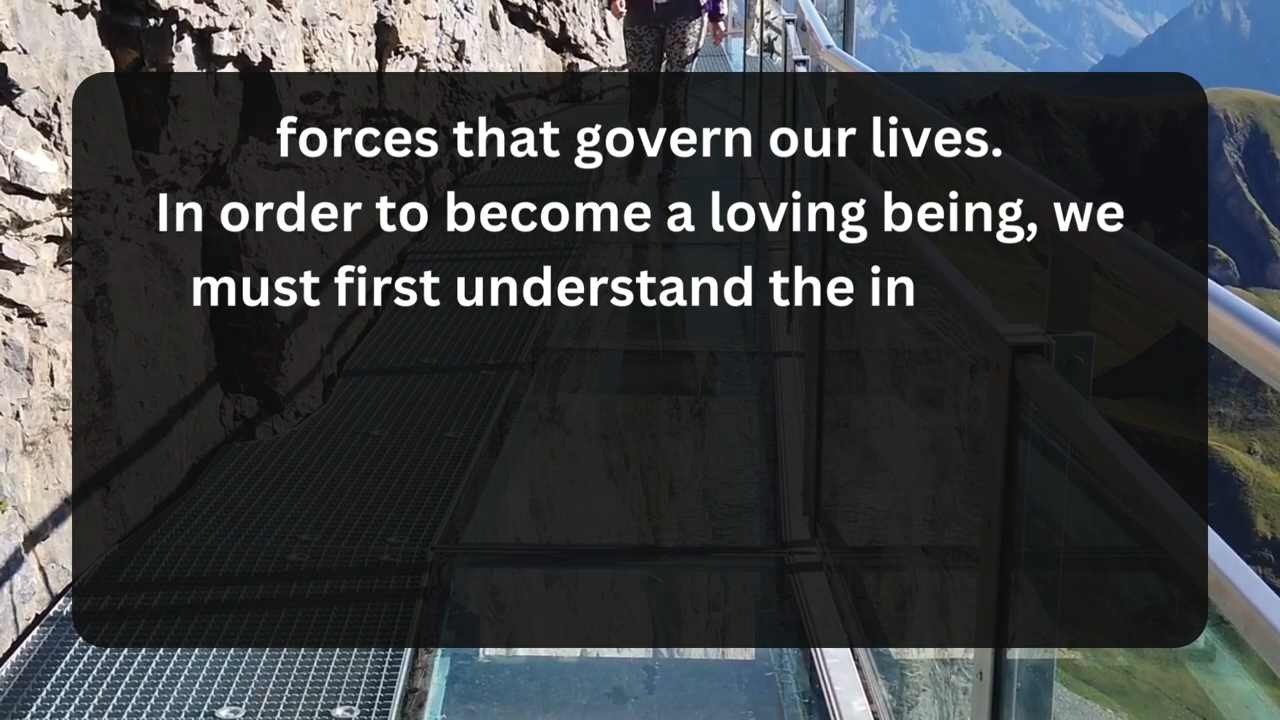 forces that govern our lives.
In order to become a loving being, we
must first understand the in